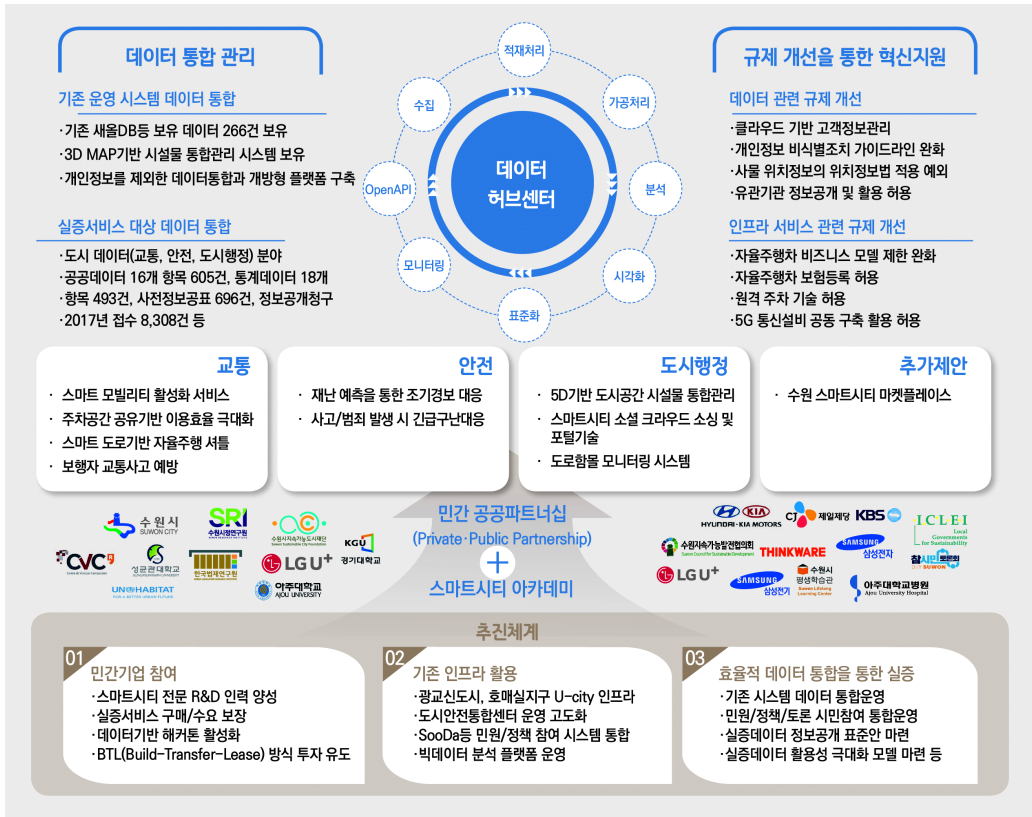 데이터 통합 관리
기존 운영 시스템 데이터 통합
·기존 새올DB등 보유 데이터 266건 보유
·3D MAP기반 시설물 통합관리 시스템 보유
·개인정보를 제외한 데이터통합과 개방형 플랫폼 구축
실증서비스 대상 데이터 통합
·도시 데이터(교통, 안전, 도시행정) 분야
·공공데이터 16개 항목 605건, 통계데이터 18개
·항목 493건, 사전정보공표 696건, 정보공개청구
·2017년 접수 8,308건 등
적재처리
수집
가공처리
OpenAPI
데이터
허브센터
분석
모니터링
시각화
표준화
규제 개선을 통한 혁신지원
데이터 관련 규제 개선
·클라우드 기반 고객정보관리
·개인정보 비식별조치 가이드라인 완화
·사물 위치정보의 위치정보법 적용 예외
·유관기관 정보공개 및 활용 허용
인프라 서비스 관련 규제 개선
·자율주행차 비즈니스 모델 제한 완화
·자율주행차 보험등록 허용
·원격 주차 기술 허용
·5G 통신설비 공동 구축 활용 허용
교통
· 스마트 모빌리티 활성화 서비스
· 주차공간 공유기반 이용효율 극대화
· 스마트 도로기반 자율주행 셔틀
· 보행자 교통사고 예방
안전
· 재난 예측을 통한 조기경보 대응
· 사고/범죄 발생 시 긴급구난대응
도시행정
· 5D기반 도시공간 시설물 통합관리
· 스마트시티 소셜 크라우드 소싱 및
포털기술
· 도로함몰 모니터링 시스템
추가제안
· 수원 스마트시티 마켓플레이스
수원시
SUWON CITY
SRI
수원시정연구원
수원시지속가능도시재단
Suwon Sustainable City Foundation
CVC
성균관대학교
한국법제연구원
LG U+
KGU
경기대학교
UN HABITAT
FOR A BETTER URBAN FUTURE
아주대학교
AJOU UNIVERSITY
민간 공공파트너십
(Private·Public Partnership)
+
스마트시티 아카데미
HYUNDAI·KIA MOTORS
KIA
CJ 제일제당
KBS
ICLEI
Local
Governments
for Sustainability
수원지속가능발전협의회
Suwon Council for Sustainable Development
THINKWARE
SAMSUNG
삼성전자
참시민토론회
SUWON
LG U+
SAMSUNG
삼성전기
수원시
평생학습관
Suwon Lifelong
Learning Center
아주대학교병원
Ajou University Hospital
추진체계
01
민간기업 참여
·스마트시티 전문 R&D 인력 양성
·실증서비스 구매/수요 보장
·데이터기반 해커톤 활성화
·BTL(Build-Transfer-Lease) 방식 투자 유도
02
기존 인프라 활용
·광교신도시, 호매실지구 U-city 인프라
·도시안전통합센터 운영 고도화
·SooDa등 민원/정책 참여 시스템 통합
·빅데이터 분석 플랫폼 운영
03
효율적 데이터 통합을 통한 실증
·기존 시스템 데이터 통합운영
·민원/정책/토론 시민참여 통합운영
·실증데이터 정보공개 표준안 마련
·실증데이터 활용성 극대화 모델 마련 등